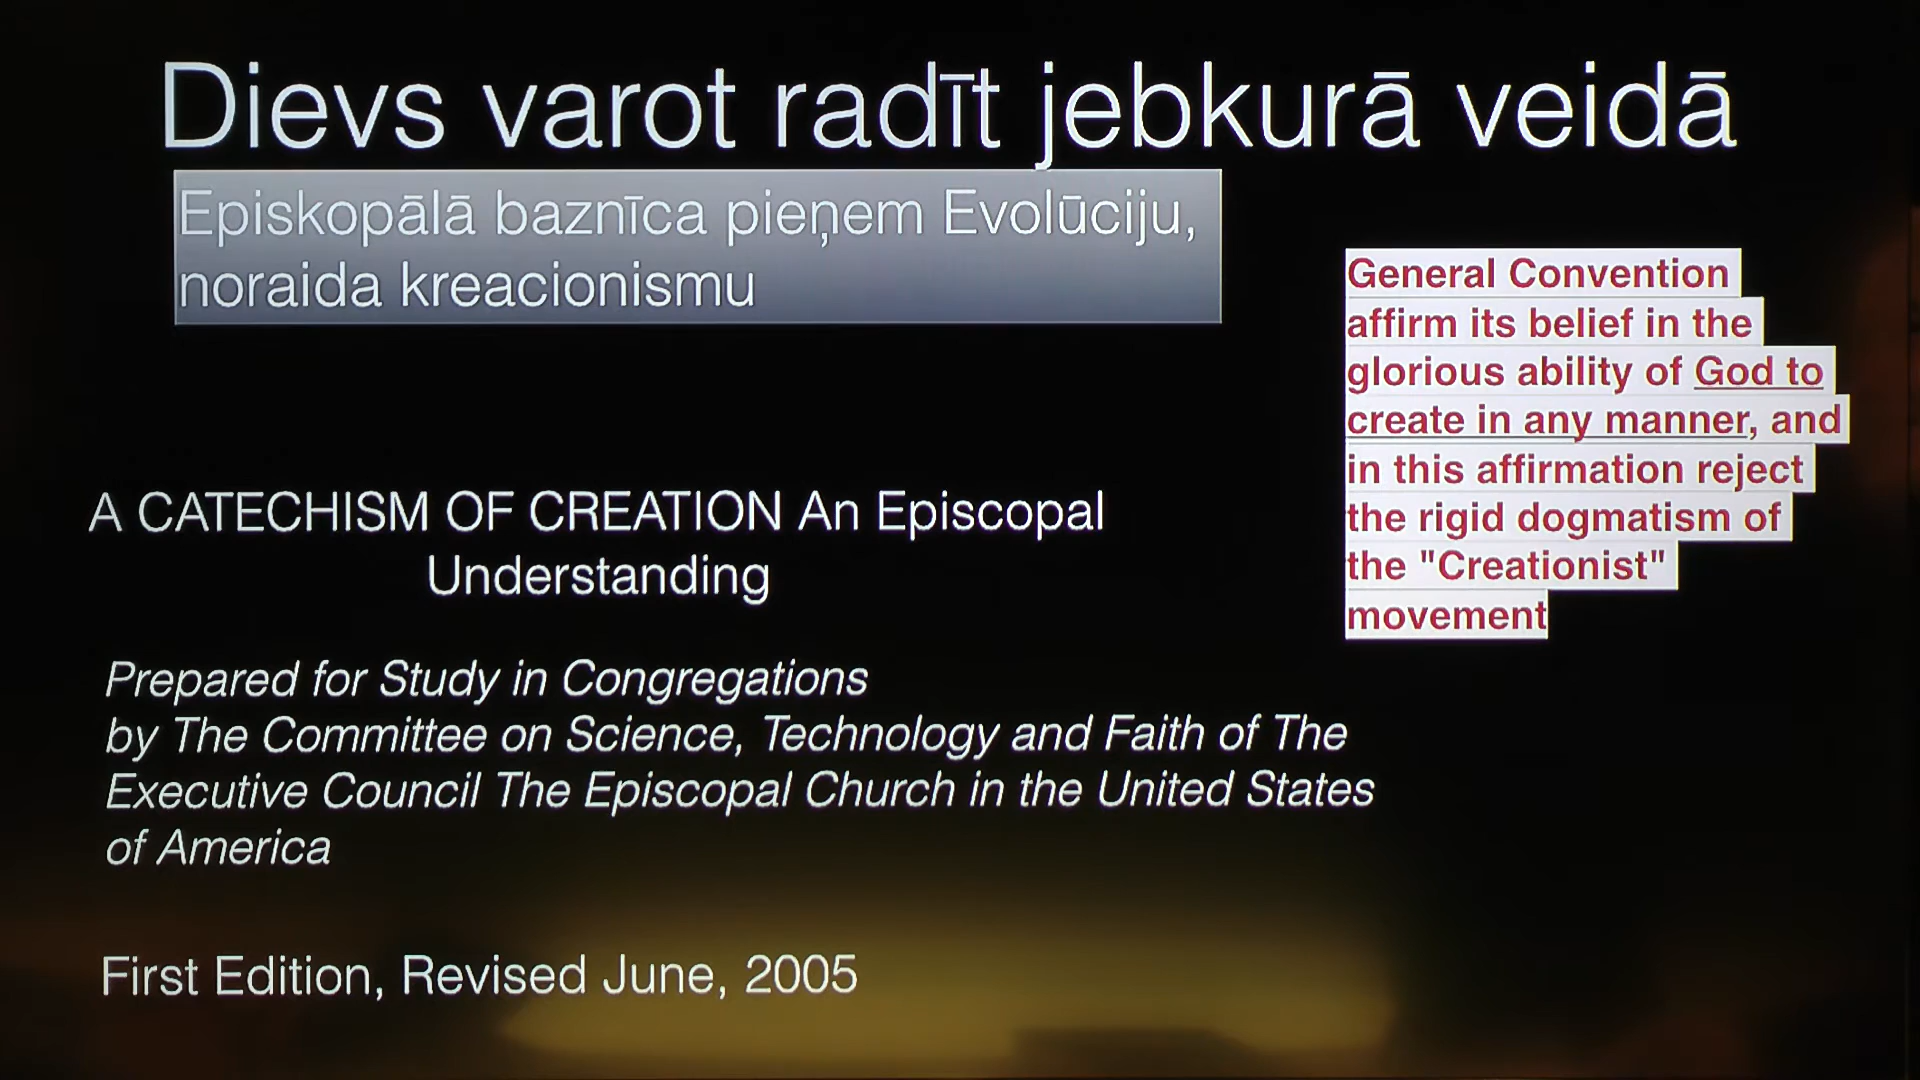 Dievs varot radīt jebkurā veidā
Episkopālā baznīca pieņem Evolūciju,
noraida kreacionismu
General Convention
affirm its belief in the
glorious ability of God to
create in any manner, and
in this affirmation reject
the rigid dogmatism of
the "Creationist"
movement
A CATECHISM OF CREATION An Episcopal
Understanding
Prepared for Study in Congregations
by The Committee on Science, Technology and Faith of The
Executive Council The Episcopal Church in the United States
of America
First Edition, Revised June, 2005